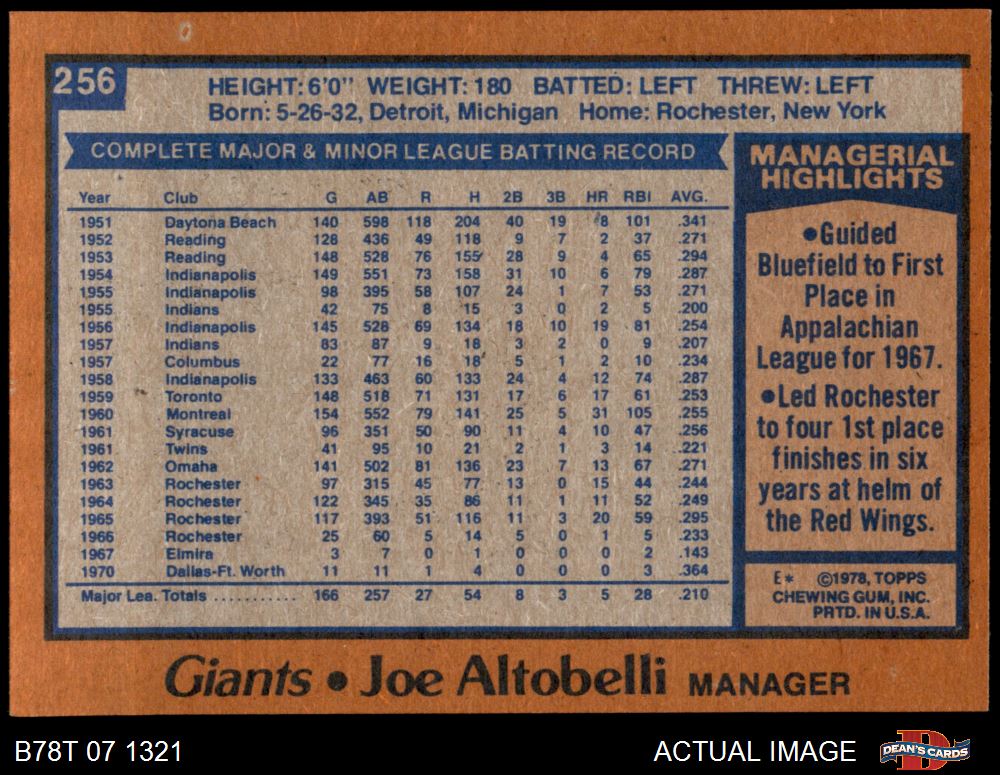 256
HEIGHT: 6'0" WEIGHT: 180 BATTED: LEFT THREW: LEFT
Born: 5-26-32, Detroit, Michigan Home: Rochester, New York
COMPLETE MAJOR & MINOR LEAGUE BATTING RECORD
Year Club G AB R H 2B 3B HR RBI AVG.
1951 Daytona Beach 140 598 118 204 40 19 8 101 .341
1952 Reading 128 436 49 118 9 7 2 37 .271
1953 Reading 148 528 76 155 28 9 4 65 .294
1954 Indianapolis 149 551 73 158 31 10 6 79 .287
1955 Indianapolis 98 395 58 107 24 1 7 53 .271
1955 Indians 42 75 8 15 3 0 2 5 .200
1956 Indianapolis 145 528 69 134 18 10 19 81 .254
1957 Indians 83 87 9 18 3 2 0 9 .207
1957 Columbus 22 77 16 18 5 1 2 10 .234
1958 Indianapolis 133 463 60 133 24 4 12 74 .287
1959 Toronto 148 518 71 131 17 6 17 61 .253
1960 Montreal 154 552 79 141 25 5 31 105 .255
1961 Syracuse 96 351 50 90 11 4 10 47 .256
1961 Twins 41 95 10 21 2 1 3 14 .221
1962 Omaha 141 502 81 136 23 7 13 67 .271
1963 Rochester 97 315 45 77 13 0 15 44 .244
1964 Rochester 122 345 35 86 11 1 11 52 .249
1965 Rochester 117 393 51 116 11 3 20 59 .295
1966 Rochester 25 60 5 14 5 0 1 5 .233
1967 Elmira 3 7 0 1 0 0 0 2 .143
1970 Dallas-Ft. Worth 11 11 1 4 0 0 0 3 .364
Major Lea. Totals ........... 166 257 27 54 8 3 5 28 .210
MANAGERIAL
HIGHLIGHTS
●Guided
Bluefield to First
Place in
Appalachian
League for 1967.
●Led Rochester
to four 1st place
finishes in six
years at helm of
the Red Wings.
E* ©1978, TOPPS
CHEWING GUM, INC.
PRTD. IN U.S.A.
Giants ● Joe Altobelli MANAGER
B78T 07 1321 ACTUAL IMAGE
D
DEAN'S CARDS